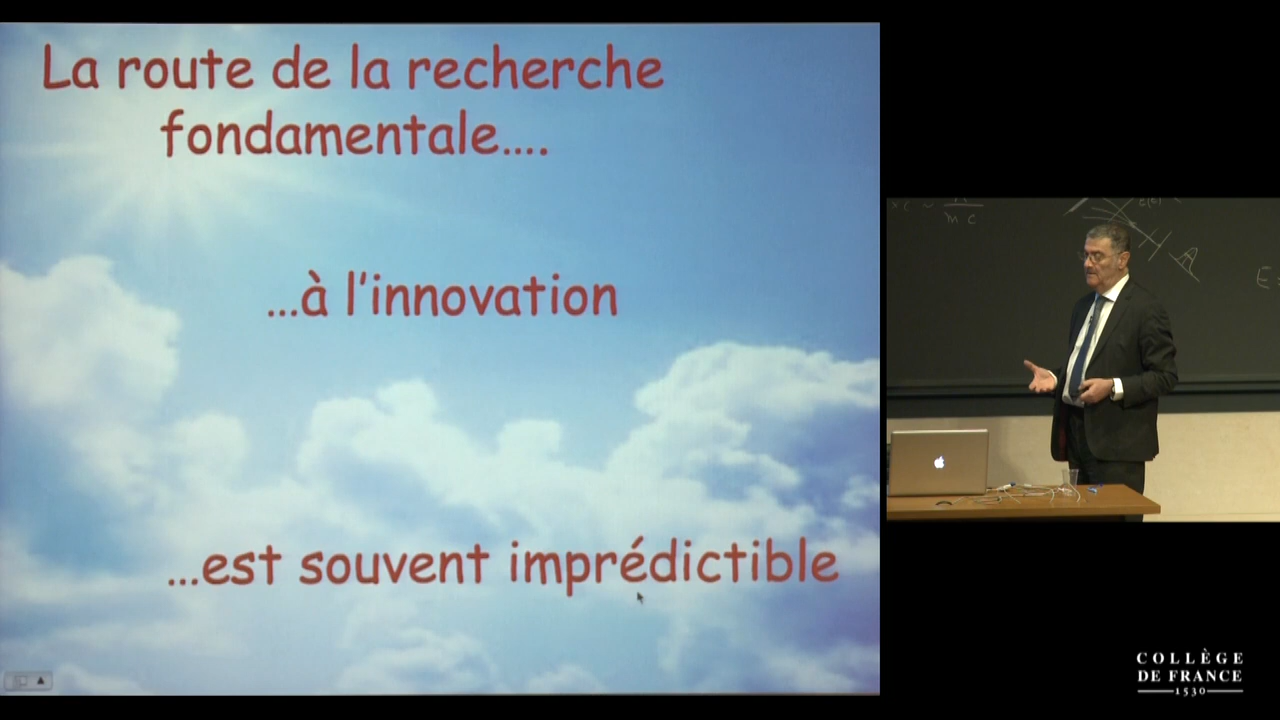 La route de la recherche
fondamentale....
...à l'innovation
...est souvent imprédictible
m c
COLLÈGE
DE FRANCE
1530